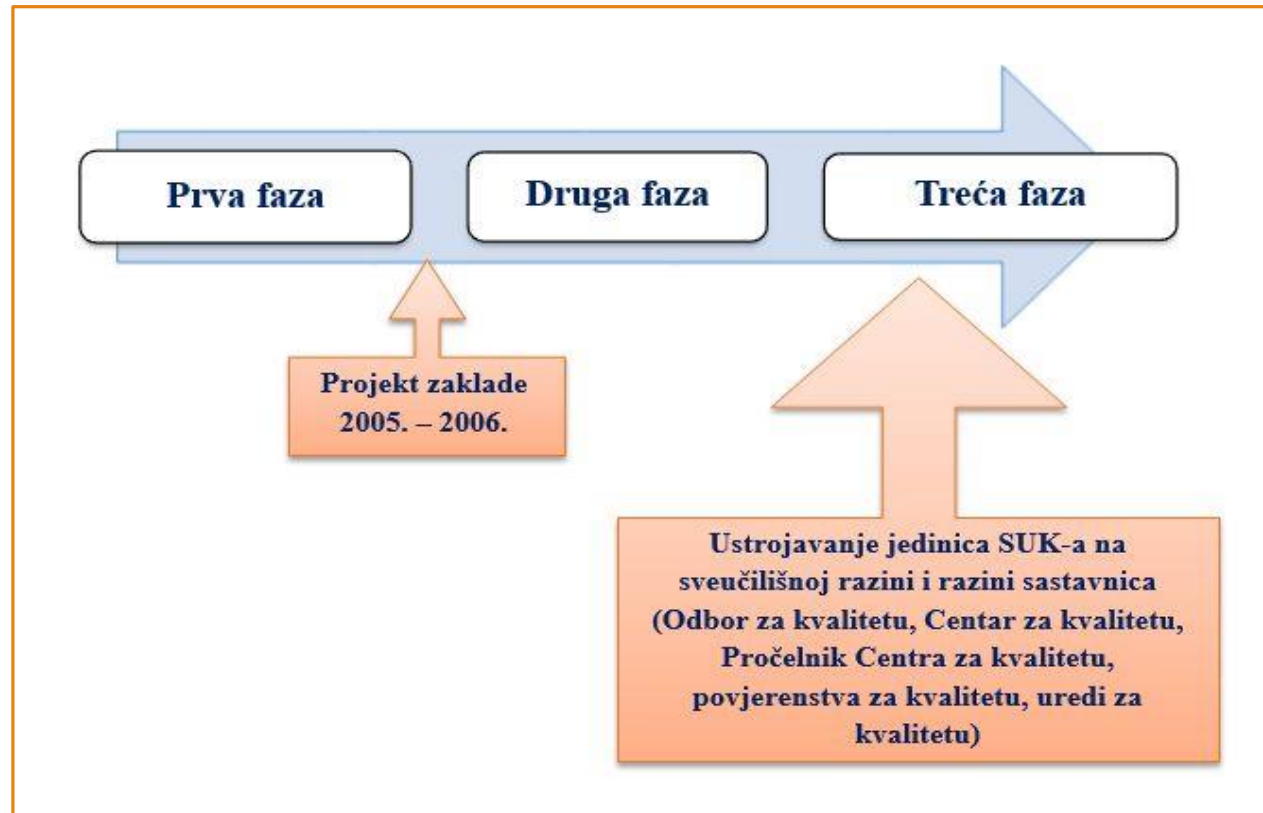 Prva faza
Druga faza
Treća faza
Projekt zaklade
2005. – 2006.
Ustrojavanje jedinica SUK-a na
sveučilišnoj razini i razini sastavnica
(Odbor za kvalitetu, Centar za kvalitetu,
Pročelnik Centra za kvalitetu,
povjerenstva za kvalitetu, uredi za
kvalitetu)